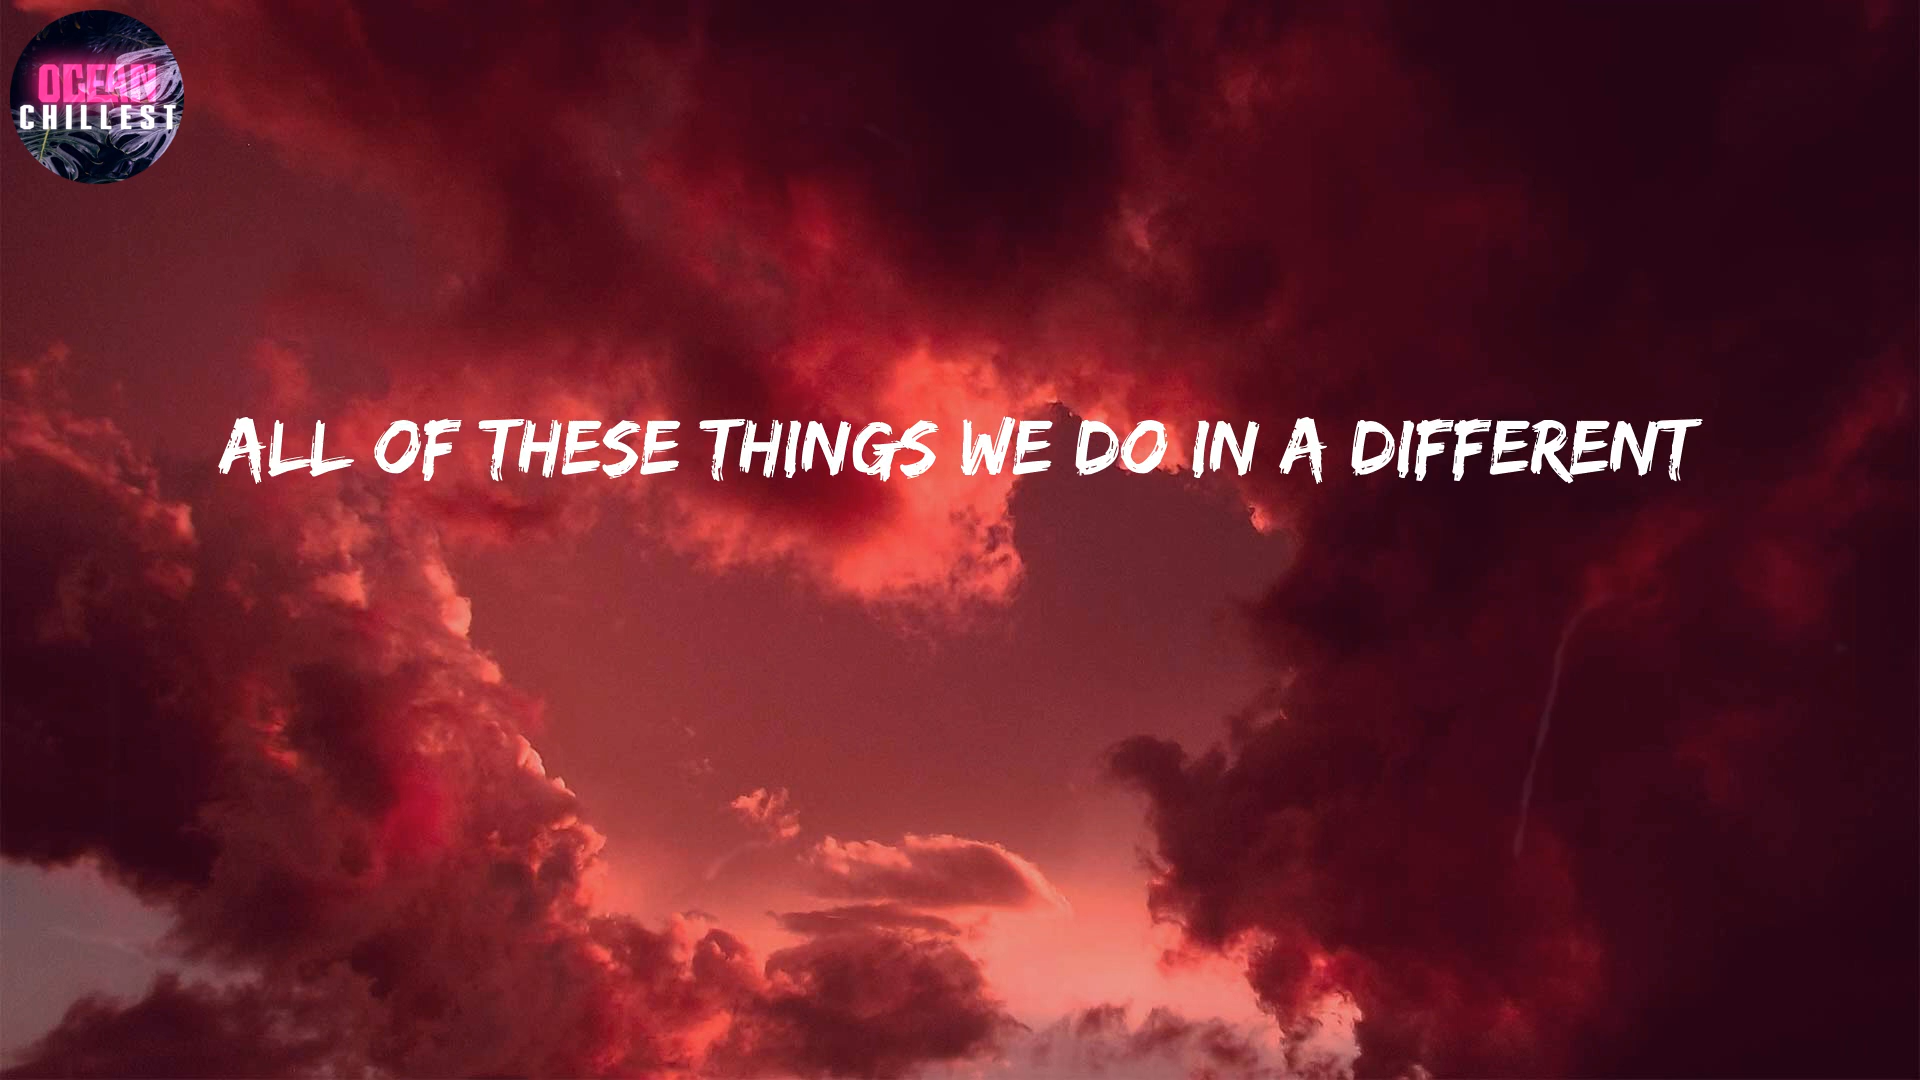 OCEAN
CHILLEST
ALL OF THESE THINGS WE DO IN A DIFFERENT